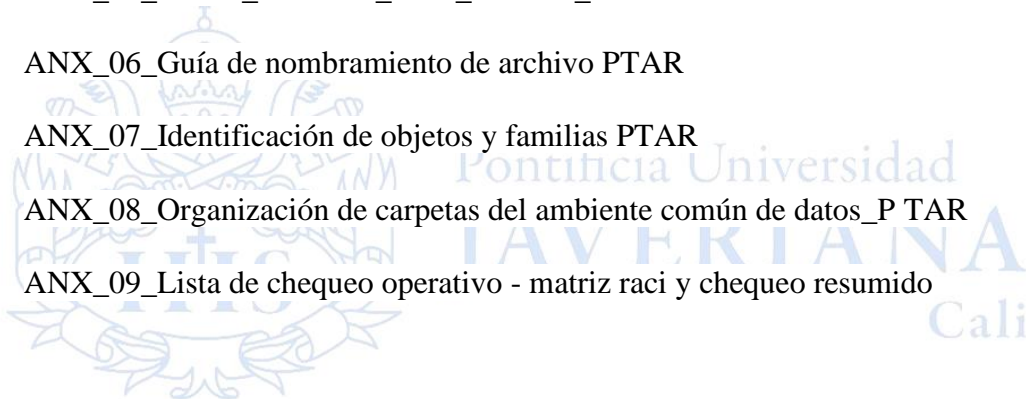 ANX_06_Guía de nombramiento de archivo PTAR
ANX_07_Identificación de objetos y familias PTAR
Pontificia Universidad
ANX_08_Organización de carpetas del ambiente común de datos_P TAR
JAVERIANA
ANX_09_Lista de chequeo operativo - matriz raci y chequeo resumido
Cali